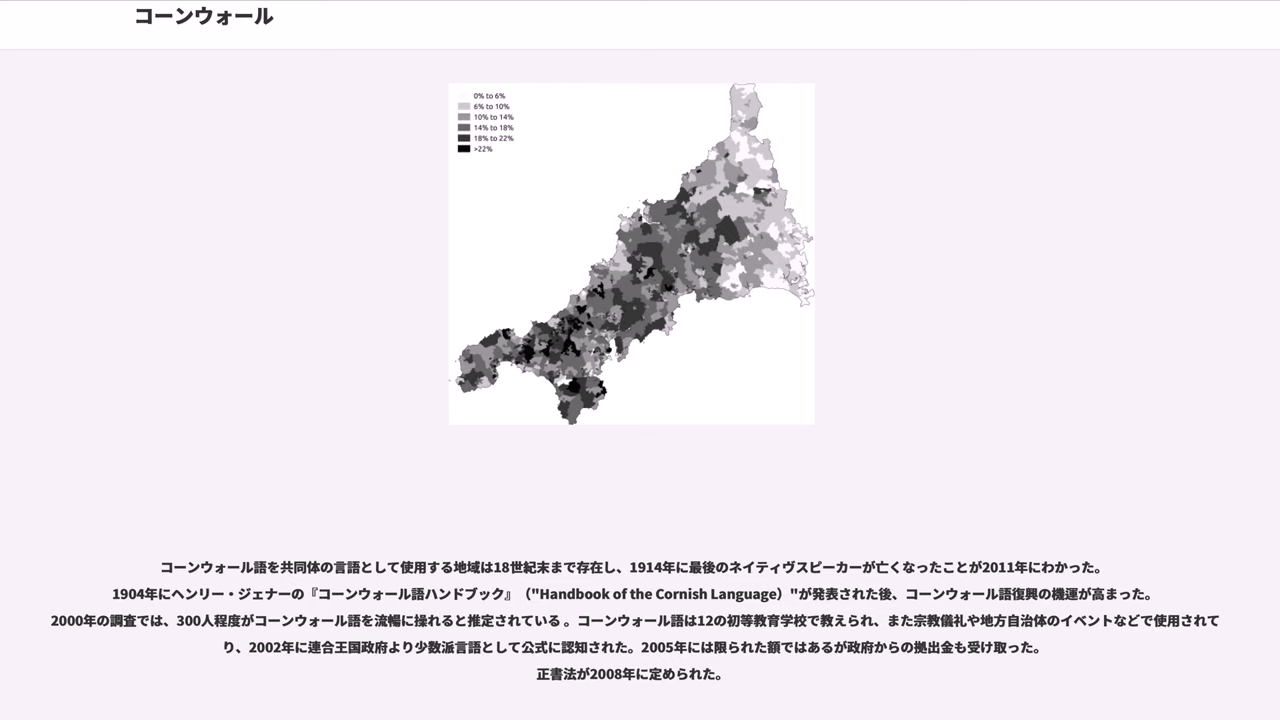 コーンウォール
0% to 6%
6% to 10%
10% to 14%
14% to 18%
18% to 22%
>22%
コーンウォール語を共同体の言語として使用する地域は18世紀末まで存在し、1914年に最後のネイティヴスピーカーが亡くなったことが2011年にわかった。
1904年にヘンリー・ジェナーの『コーンウォール語ハンドブック』（"Handbook of the Cornish Language）"が発表された後、コーンウォール語復興の機運が高まった。
2000年の調査では、300人程度がコーンウォール語を流暢に操れると推定されている 。コーンウォール語は12の初等教育学校で教えられ、また宗教儀礼や地方自治体のイベントなどで使用されて
り、2002年に連合王国政府より少数派言語として公式に認知された。2005年には限られた額ではあるが政府からの拠出金も受け取った。
正書法が2008年に定められた。